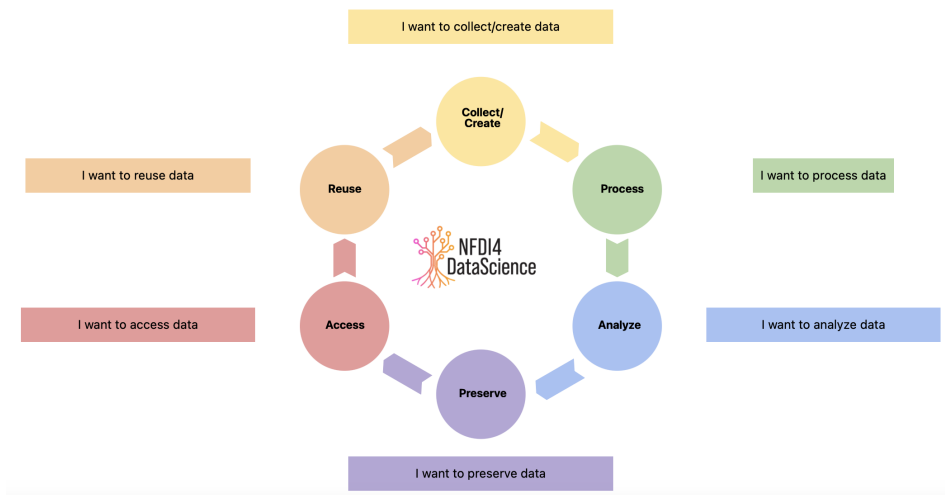 I want to collect/create data
Collect/
Create
I want to reuse data
Reuse
Process
I want to process data
NFDI4
DataScience
I want to access data
Access
Analyze
I want to analyze data
Preserve
I want to preserve data